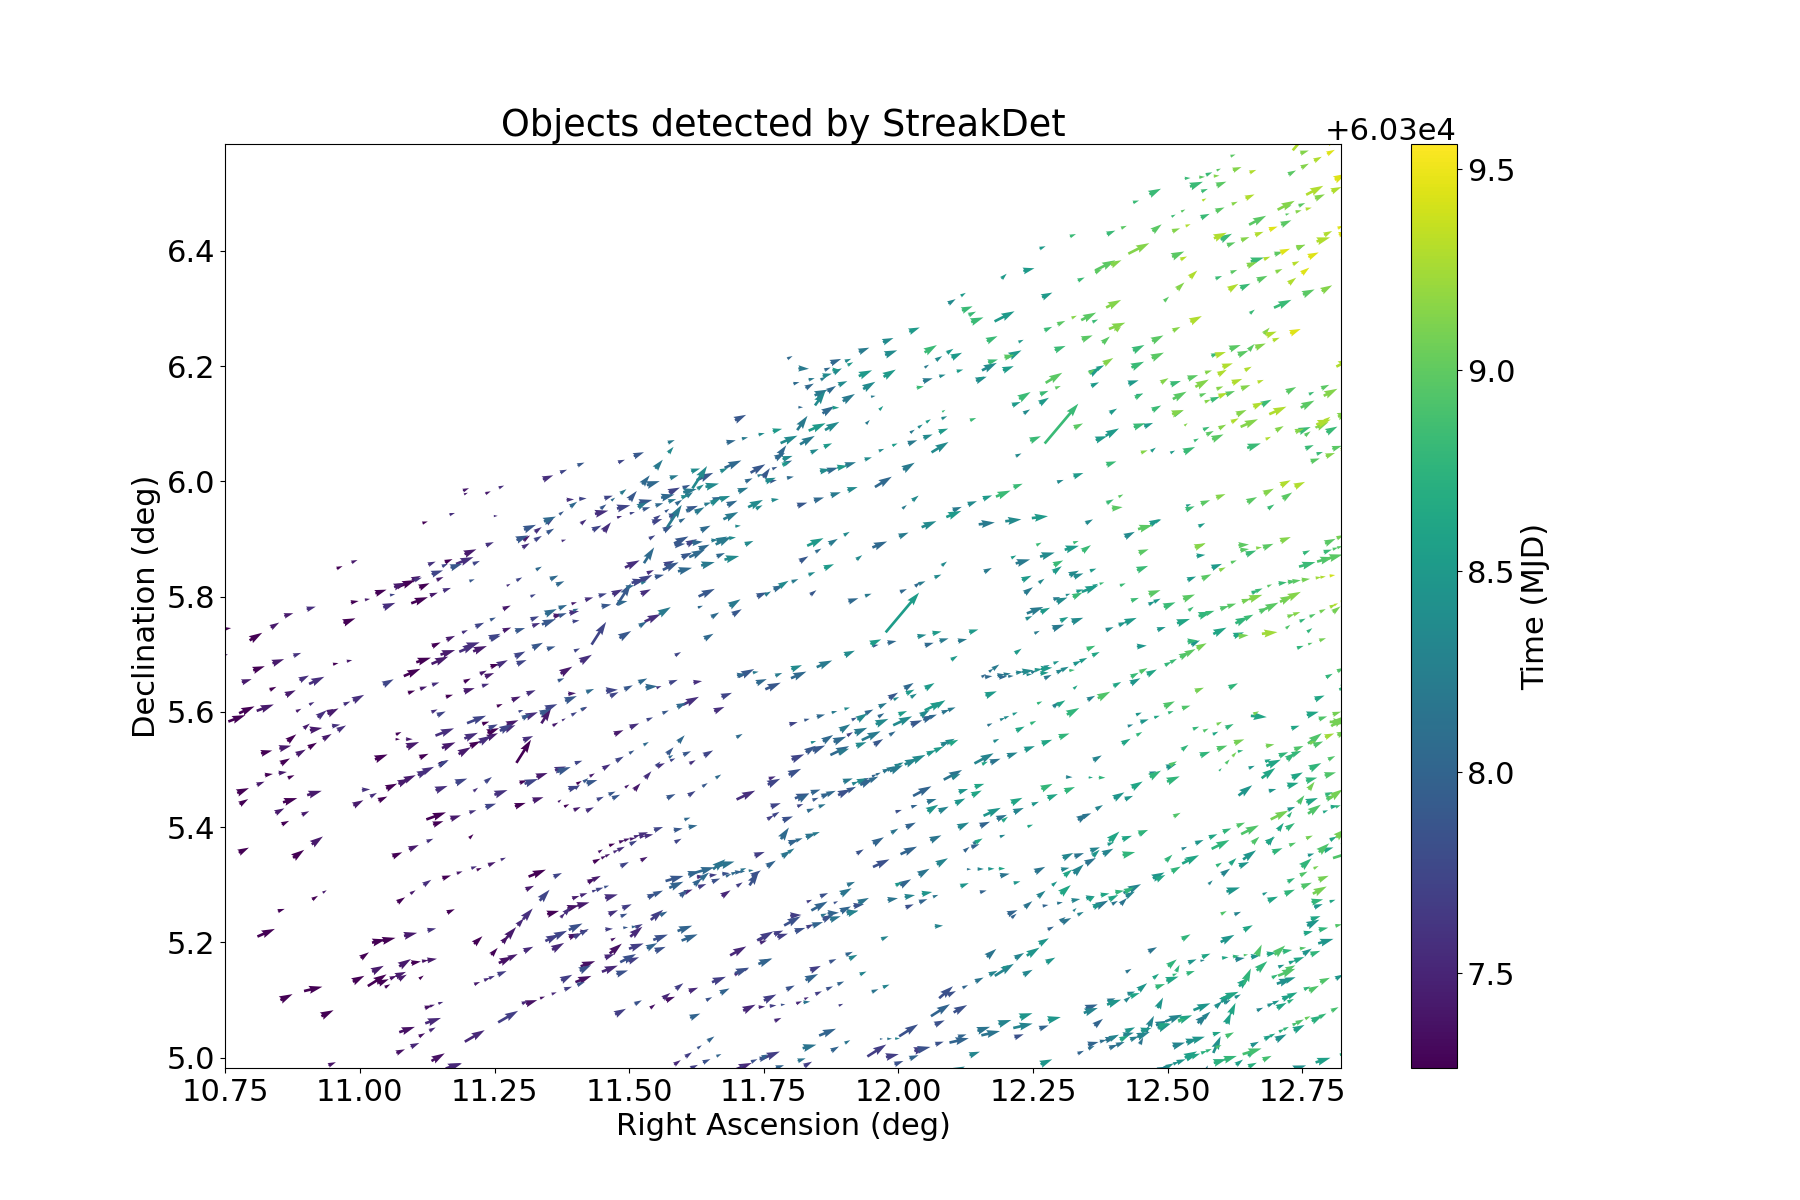 Objects detected by StreakDet
+6.03e4
6.4
6.2
6.0
5.8
5.6
5.4
5.2
5.0
Declination (deg)
10.75 11.00 11.25 11.50 11.75 12.00 12.25 12.50 12.75
Right Ascension (deg)
9.5
9.0
8.5
8.0
7.5
Time (MJD)